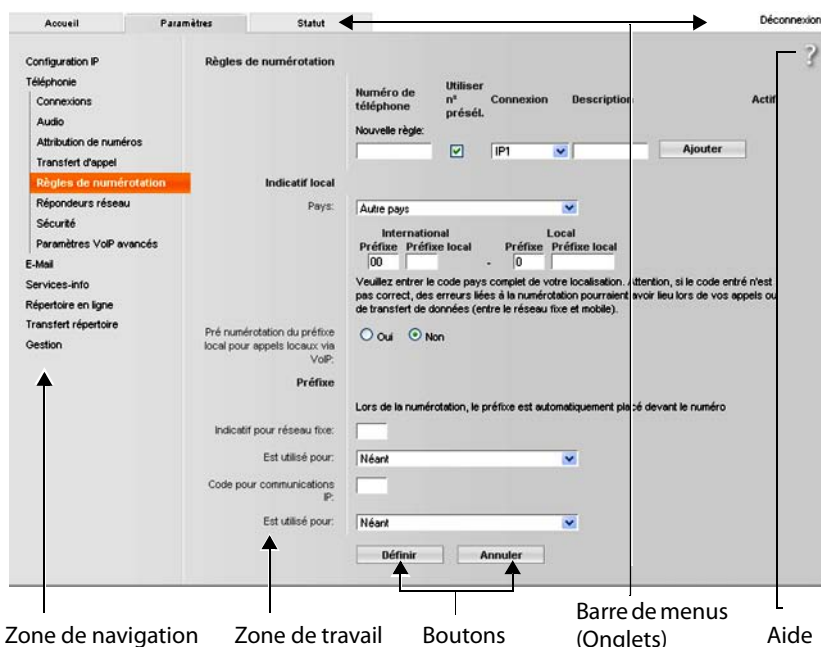 Accueil Paramètres Statut Déconnexion
Configuration IP
Téléphonie
Connexions
Audio
Attribution de numéros
Transfert d'appel
Règles de numérotation
Répondeurs réseau
Sécurité
Paramètres VoIP avancés
E-Mail
Services-info
Répertoire en ligne
Transfert répertoire
Gestion
Règles de numérotation
Numéro de téléphone Utiliser n° présél. Connexion Description Actif
Nouvelle règle:
IP1 Ajouter
Indicatif local
Pays: Autre pays
International Local
Préfixe Préfixe local Préfixe Préfixe local
00 - 0
Veuillez entrer le code pays complet de votre localisation. Attention, si le code entré n'est
pas correct, des erreurs liées à la numérotation pourraient avoir lieu lors de vos appels ou
de transfert de données (entre le réseau fixe et mobile).
Pré numérotation du préfixe
local pour appels locaux via
VoIP:
Oui Non
Préfixe
Lors de la numérotation, le préfixe est automatiquement placé devant le numéro
Indicatif pour réseau fixe:
Est utilisé pour: Néant
Code pour communications
IP:
Est utilisé pour: Néant
Définir Annuler
?
Zone de navigation Zone de travail Boutons Barre de menus
(Onglets) Aide